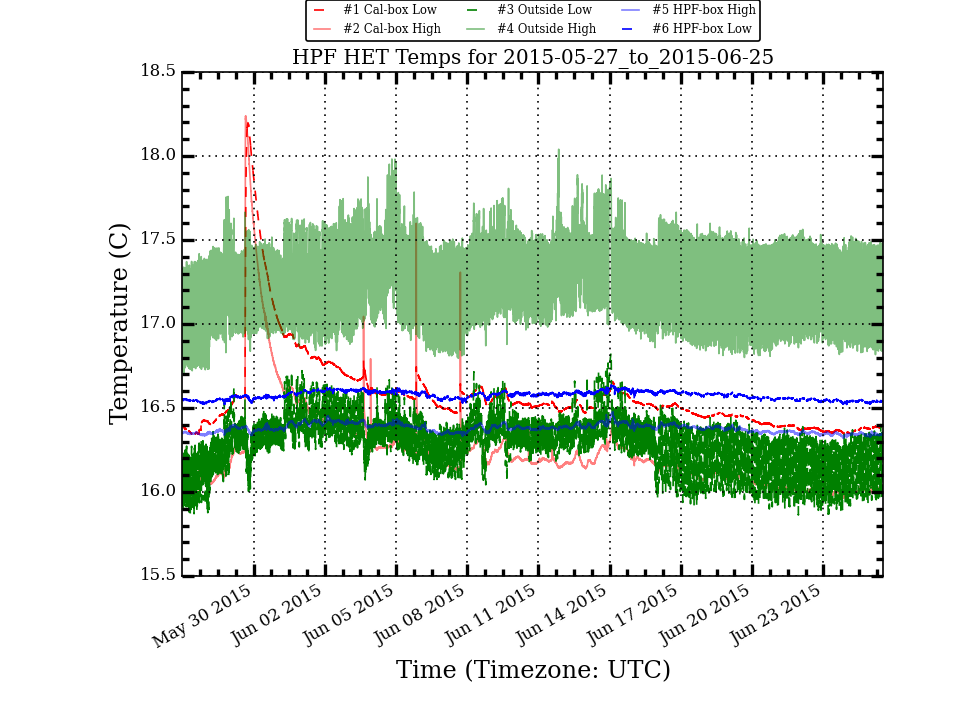 #1 Cal-box Low #3 Outside Low #5 HPF-box High
#2 Cal-box High #4 Outside High #6 HPF-box Low
HPF HET Temps for 2015-05-27_to_2015-06-25
18.5
18.0
17.5
17.0
16.5
16.0
15.5
Temperature (C)
May 30 2015 Jun 02 2015 Jun 05 2015 Jun 08 2015 Jun 11 2015 Jun 14 2015 Jun 17 2015 Jun 20 2015 Jun 23 2015
Time (Timezone: UTC)